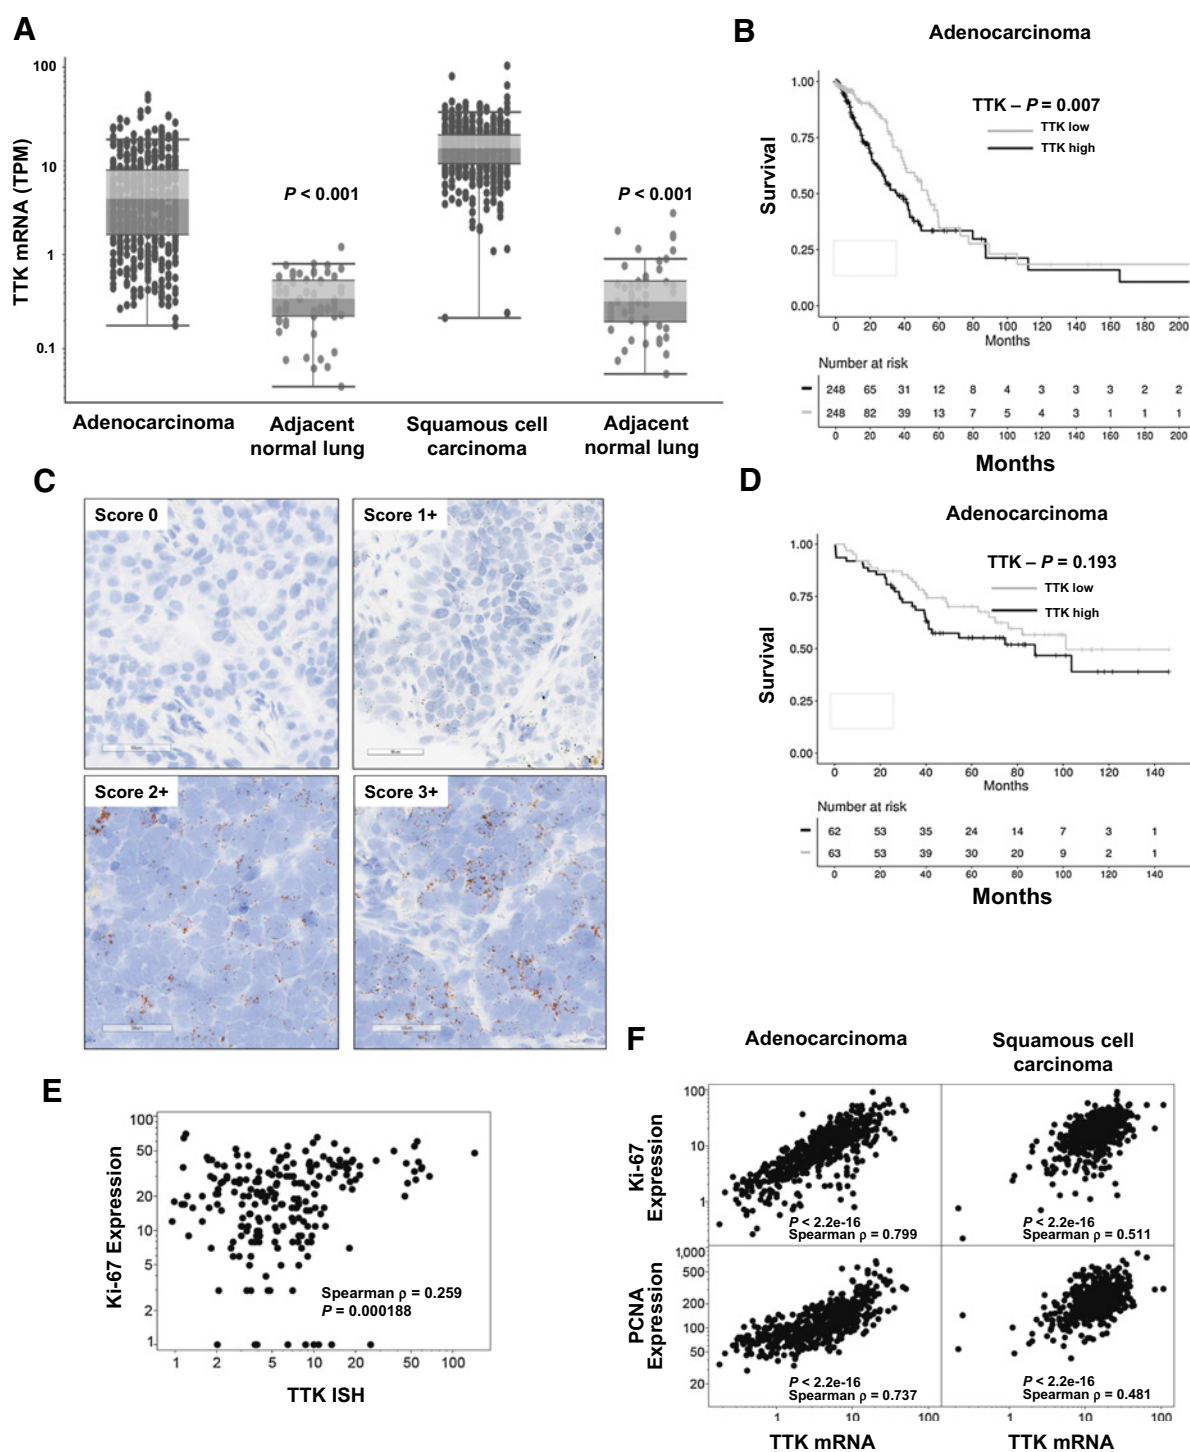 A
100
10
1
0.1
TTK mRNA (TPM)
P < 0.001
P < 0.001
Adenocarcinoma
Adjacent
normal lung
Squamous cell
carcinoma
Adjacent
normal lung
B
Adenocarcinoma
TTK – P = 0.007
TTK low
TTK high
Survival
1.00
0.75
0.50
0.25
0.00
0 20 40 60 80 100 120 140 160 180 200
Months
Number at risk
248 65 31 12 8 4 3 3 3 2 2
248 82 39 13 7 5 4 3 1 1 1
0 20 40 60 80 100 120 140 160 180 200
Months
C
Score 0
Score 1+
Score 2+
Score 3+
D
Adenocarcinoma
TTK – P = 0.193
TTK low
TTK high
Survival
1.00
0.75
0.50
0.25
0.00
0 20 40 60 80 100 120 140
Months
Number at risk
62 53 35 24 14 7 3 1
63 53 39 30 20 9 2 1
0 20 40 60 80 100 120 140
Months
E
Ki-67 Expression
100
50
20
10
5
2
1
Spearman ρ = 0.259
P = 0.000188
1 2 5 10 20 50 100
TTK ISH
F
Adenocarcinoma
Squamous cell
carcinoma
Ki-67
Expression
100
10
1
P < 2.2e-16
Spearman ρ = 0.799
P < 2.2e-16
Spearman ρ = 0.511
PCNA
Expression
1,000
500
200
100
50
20
P < 2.2e-16
Spearman ρ = 0.737
P < 2.2e-16
Spearman ρ = 0.481
1 10 100
1 10 100
TTK mRNA
TTK mRNA